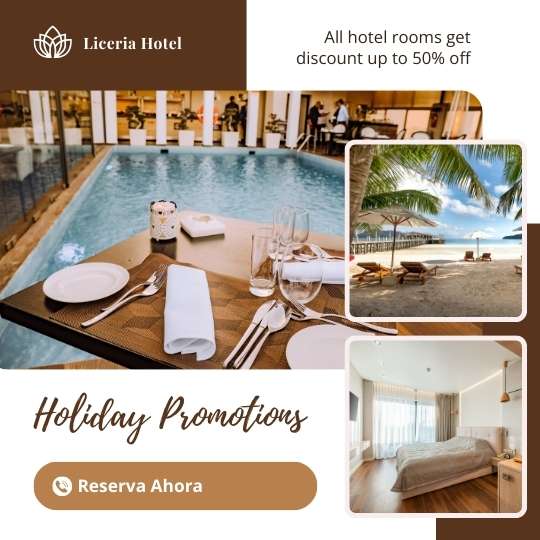 Liceria Hotel
All hotel rooms get
discount up to 50% off
Holiday Promotions
Reserva Ahora